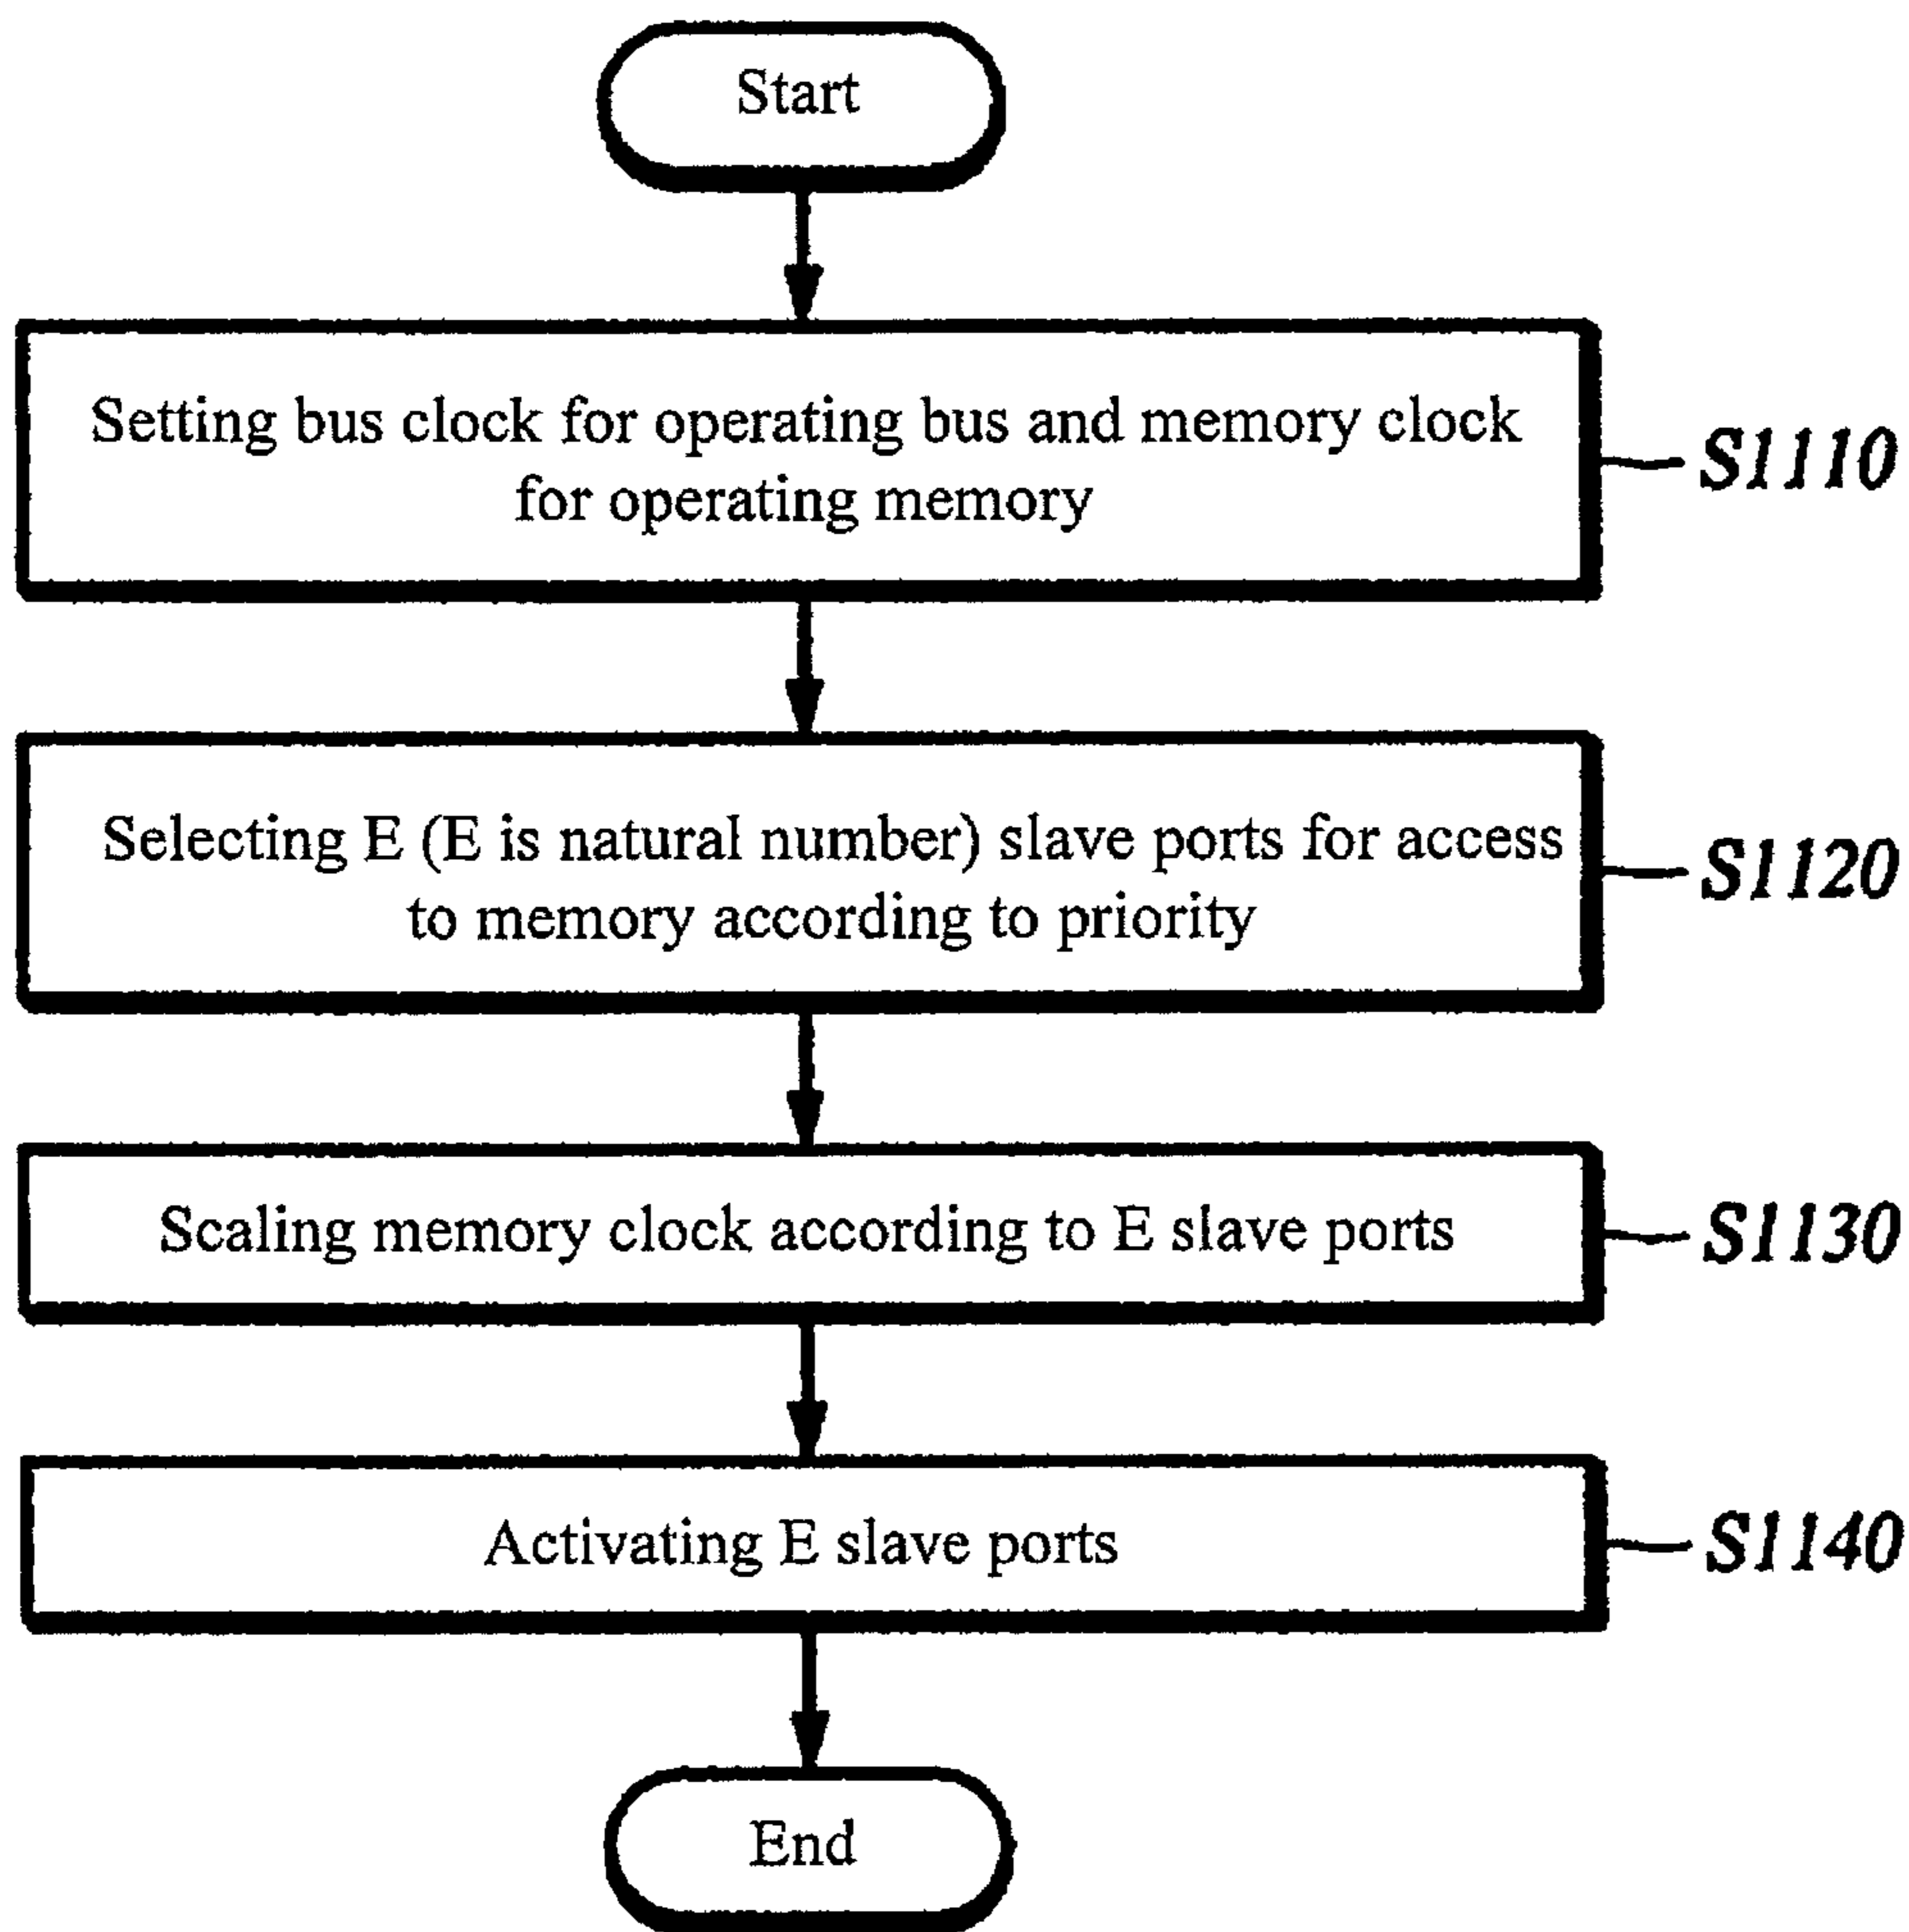 Start
Setting bus clock for operating bus and memory clock
for operating memory
S1110
Selecting E (E is natural number) slave ports for access
to memory according to priority
S1120
Scaling memory clock according to E slave ports
S1130
Activating E slave ports
S1140
End